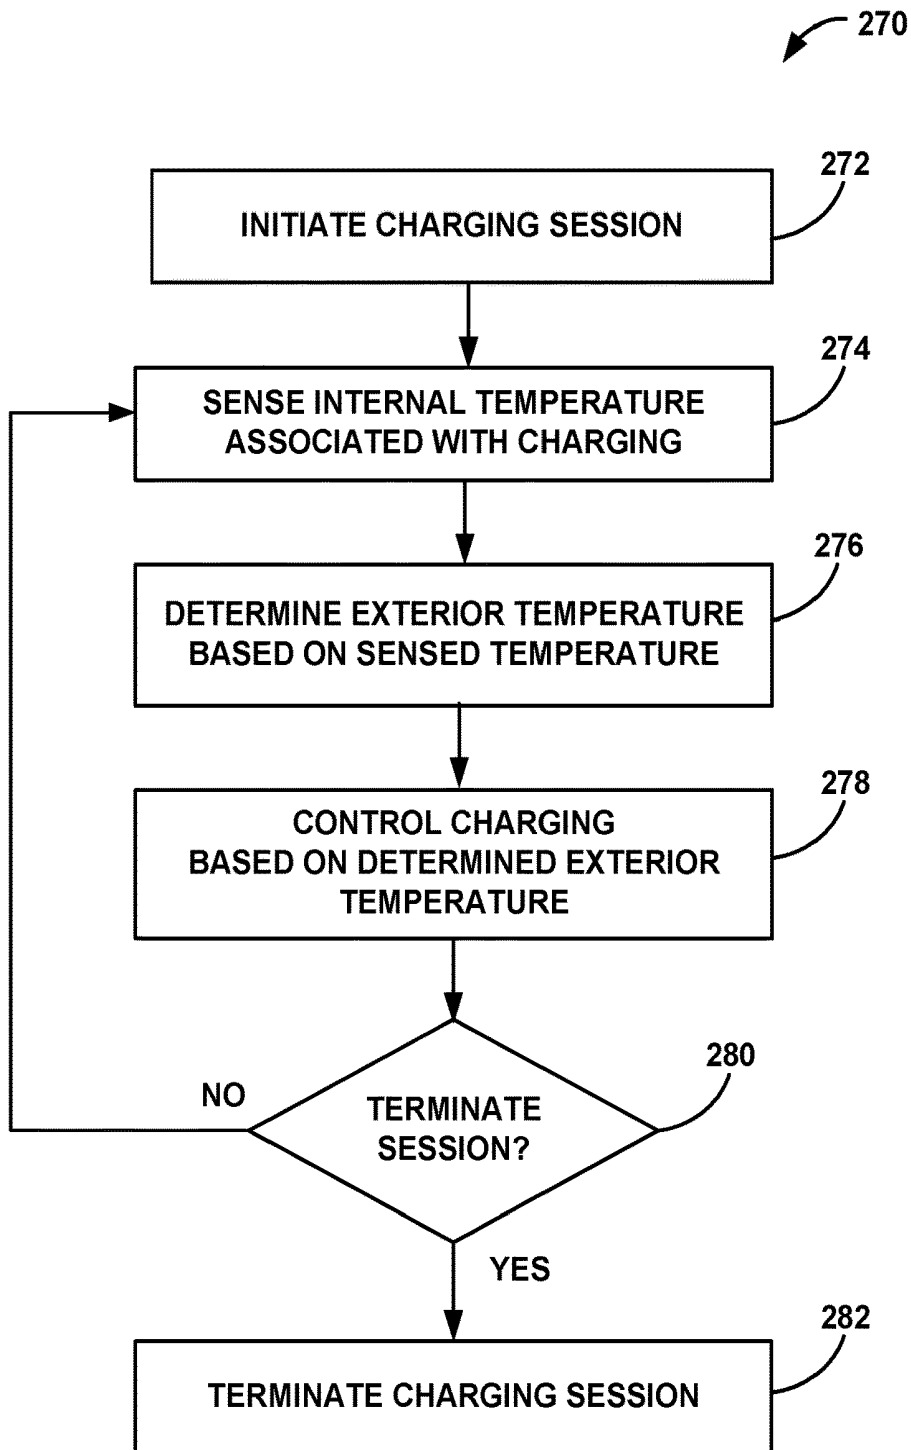 270
272
INITIATE CHARGING SESSION
274
SENSE INTERNAL TEMPERATURE
ASSOCIATED WITH CHARGING
276
DETERMINE EXTERIOR TEMPERATURE
BASED ON SENSED TEMPERATURE
278
CONTROL CHARGING
BASED ON DETERMINED EXTERIOR
TEMPERATURE
280
NO
TERMINATE
SESSION?
YES
282
TERMINATE CHARGING SESSION